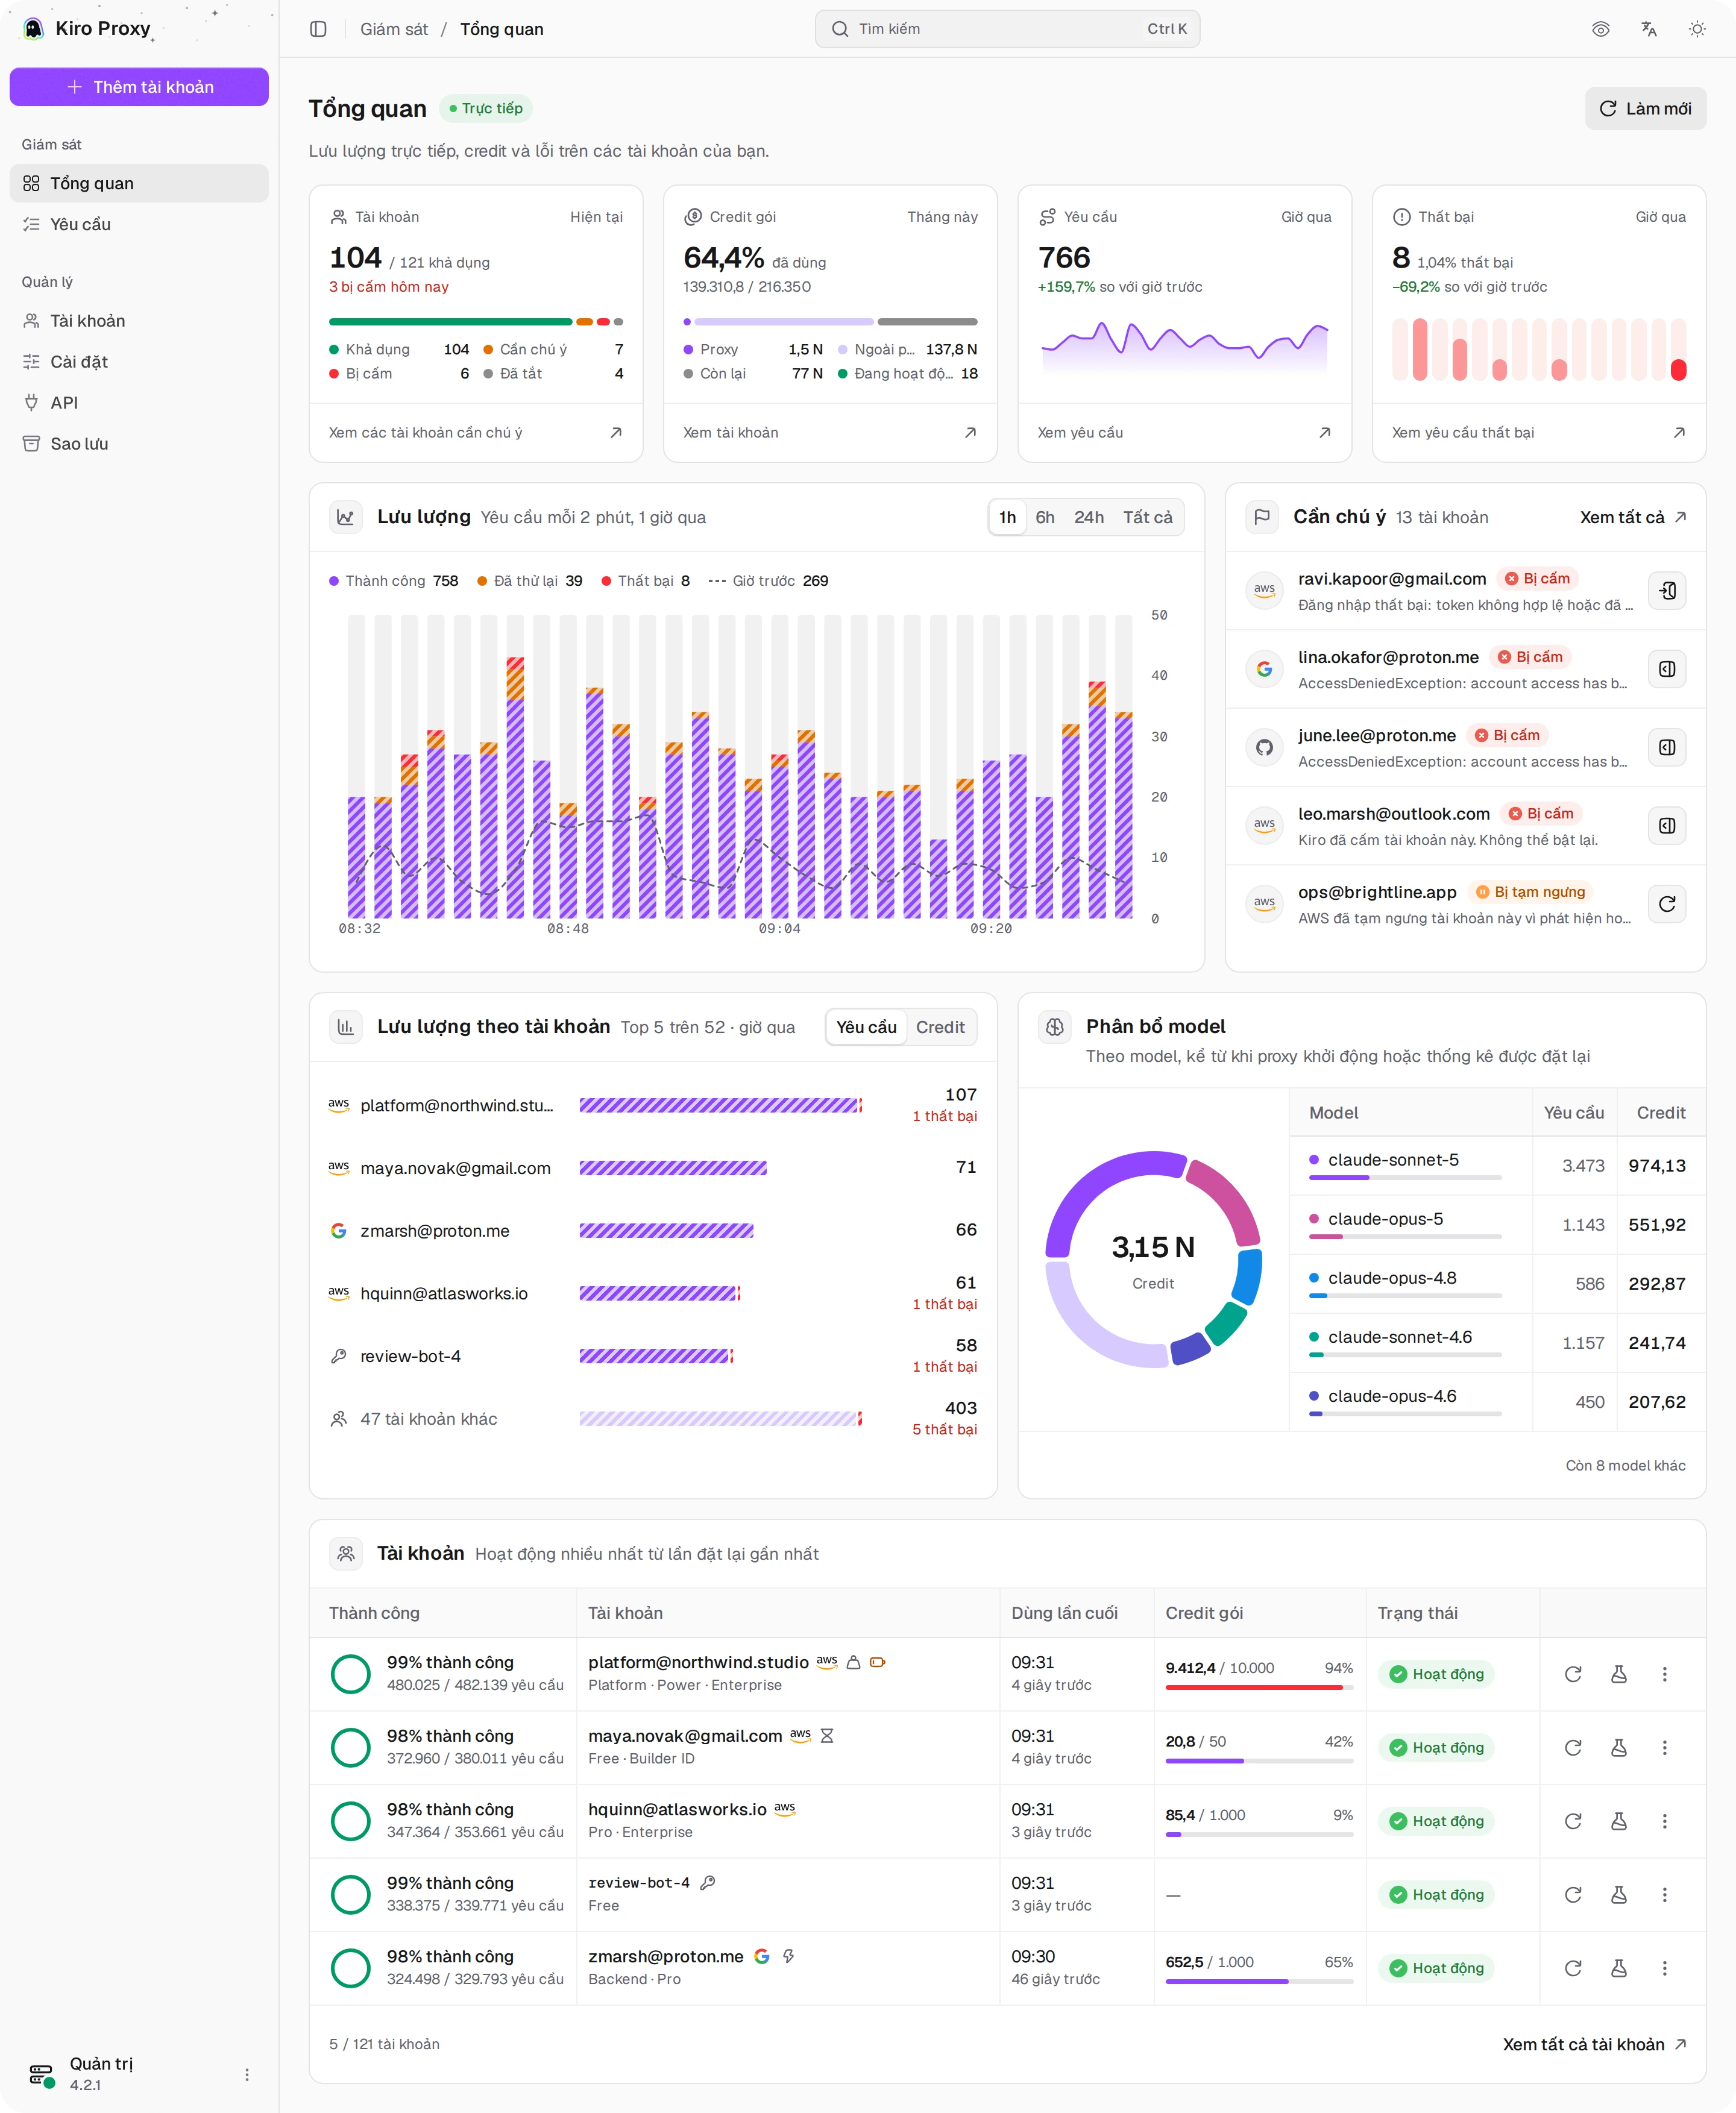 Kiro Proxy
Thêm tài khoản
Giám sát
Tổng quan
Yêu cầu
Quản lý
Tài khoản
Cài đặt
API
Sao lưu
Quản trị
4.2.1
Giám sát / Tổng quan
Tìm kiếm Ctrl K
Tổng quan Trực tiếp
Làm mới
Lưu lượng trực tiếp, credit và lỗi trên các tài khoản của bạn.
Tài khoản Hiện tại
104 / 121 khả dụng
3 bị cấm hôm nay
Khả dụng 104 Cần chú ý 7
Bị cấm 6 Đã tắt 4
Xem các tài khoản cần chú ý
Credit gói Tháng này
64,4% đã dùng
139.310,8 / 216.350
Proxy 1,5 N Ngoài p... 137,8 N
Còn lại 77 N Đang hoạt độ... 18
Xem tài khoản
Yêu cầu Giờ qua
766
+159,7% so với giờ trước
Xem yêu cầu
Thất bại Giờ qua
8 1,04% thất bại
−69,2% so với giờ trước
Xem yêu cầu thất bại
Lưu lượng Yêu cầu mỗi 2 phút, 1 giờ qua
1h 6h 24h Tất cả
Thành công 758 Đã thử lại 39 Thất bại 8 Giờ trước 269
50
40
30
20
10
0
08:32 08:48 09:04 09:20
Cần chú ý 13 tài khoản Xem tất cả
aws ravi.kapoor@gmail.com Bị cấm
Đăng nhập thất bại: token không hợp lệ hoặc đã ...
lina.okafor@proton.me Bị cấm
AccessDeniedException: account access has b...
june.lee@proton.me Bị cấm
AccessDeniedException: account access has b...
aws leo.marsh@outlook.com Bị cấm
Kiro đã cấm tài khoản này. Không thể bật lại.
aws ops@brightline.app Bị tạm ngưng
AWS đã tạm ngưng tài khoản này vì phát hiện ho...
Lưu lượng theo tài khoản Top 5 trên 52 · giờ qua
Yêu cầu Credit
aws platform@northwind.stu... 107
1 thất bại
aws maya.novak@gmail.com 71
zmarsh@proton.me 66
aws hquinn@atlasworks.io 61
1 thất bại
review-bot-4 58
1 thất bại
47 tài khoản khác 403
5 thất bại
Phân bổ model
Theo model, kể từ khi proxy khởi động hoặc thống kê được đặt lại
3,15 N
Credit
Model Yêu cầu Credit
claude-sonnet-5 3.473 974,13
claude-opus-5 1.143 551,92
claude-opus-4.8 586 292,87
claude-sonnet-4.6 1.157 241,74
claude-opus-4.6 450 207,62
Còn 8 model khác
Tài khoản Hoạt động nhiều nhất từ lần đặt lại gần nhất
Thành công Tài khoản Dùng lần cuối Credit gói Trạng thái
99% thành công platform@northwind.studio aws 09:31 9.412,4 / 10.000 94% Hoạt động
480.025 / 482.139 yêu cầu Platform · Power · Enterprise 4 giây trước
98% thành công maya.novak@gmail.com aws 09:31 20,8 / 50 42% Hoạt động
372.960 / 380.011 yêu cầu Free · Builder ID 4 giây trước
98% thành công hquinn@atlasworks.io aws 09:31 85,4 / 1.000 9% Hoạt động
347.364 / 353.661 yêu cầu Pro · Enterprise 3 giây trước
99% thành công review-bot-4 09:31 — Hoạt động
338.375 / 339.771 yêu cầu Free 3 giây trước
98% thành công zmarsh@proton.me 09:30 652,5 / 1.000 65% Hoạt động
324.498 / 329.793 yêu cầu Backend · Pro 46 giây trước
5 / 121 tài khoản Xem tất cả tài khoản